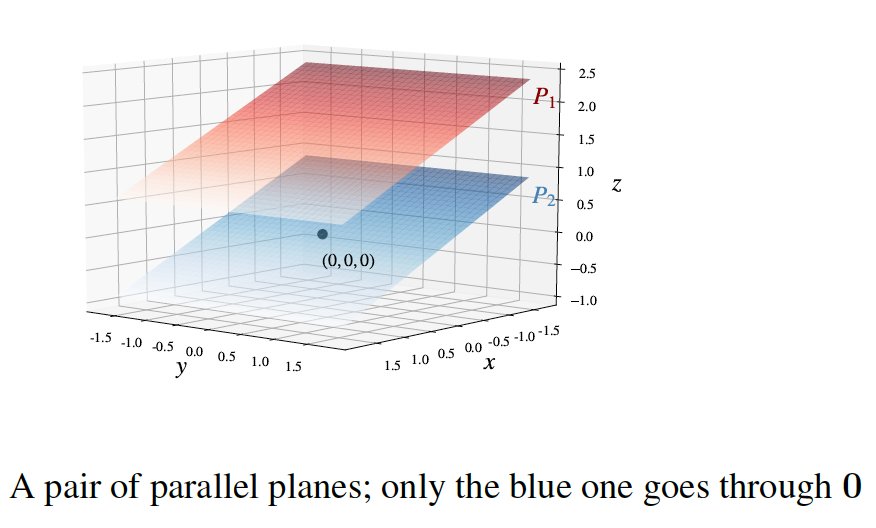 2.5
P₁
2.0
1.5
1.0
z
P₂
0.5
0.0
(0, 0, 0)
−0.5
−1.0
-1.5 -1.0 -0.5 0.0 0.5 1.0 1.5
y
1.5 1.0 0.5 0.0 -0.5 -1.0 -1.5
x
A pair of parallel planes; only the blue one goes through 0